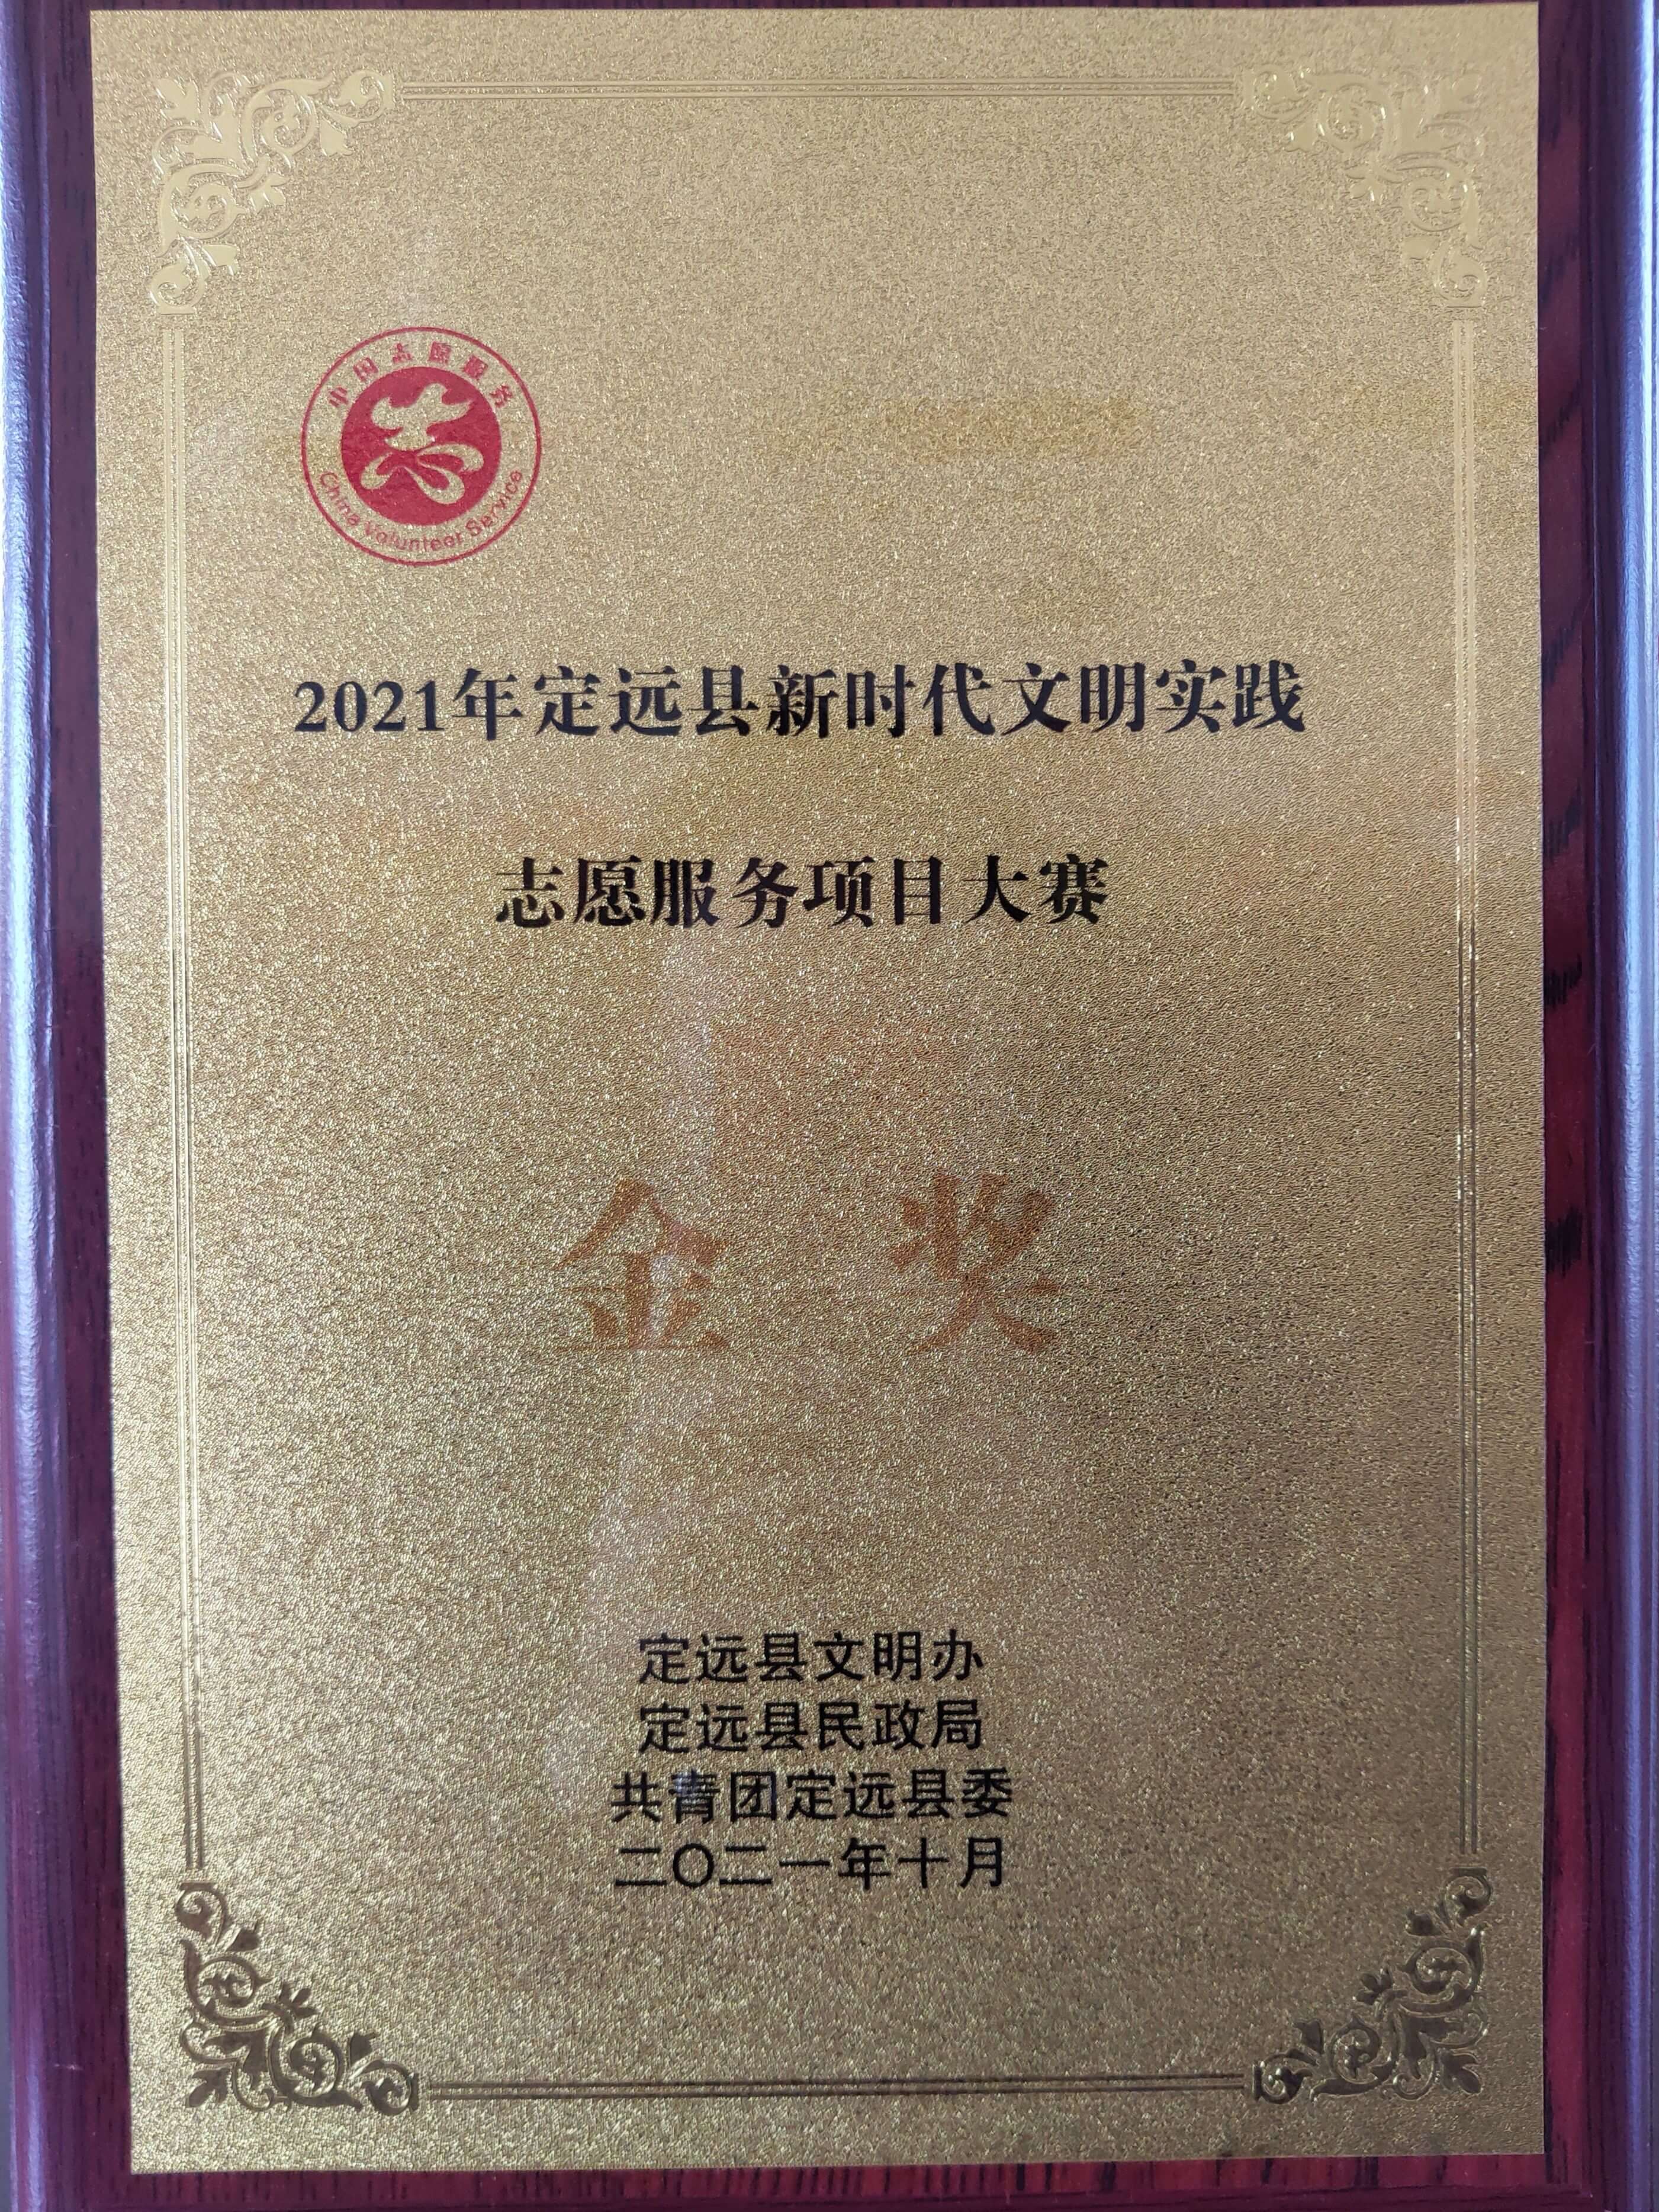 中国志愿服务
China Volunteer Service
2021年定远县新时代文明实践
志愿服务项目大赛
金 奖
定远县文明办
定远县民政局
共青团定远县委
二〇二一年十月